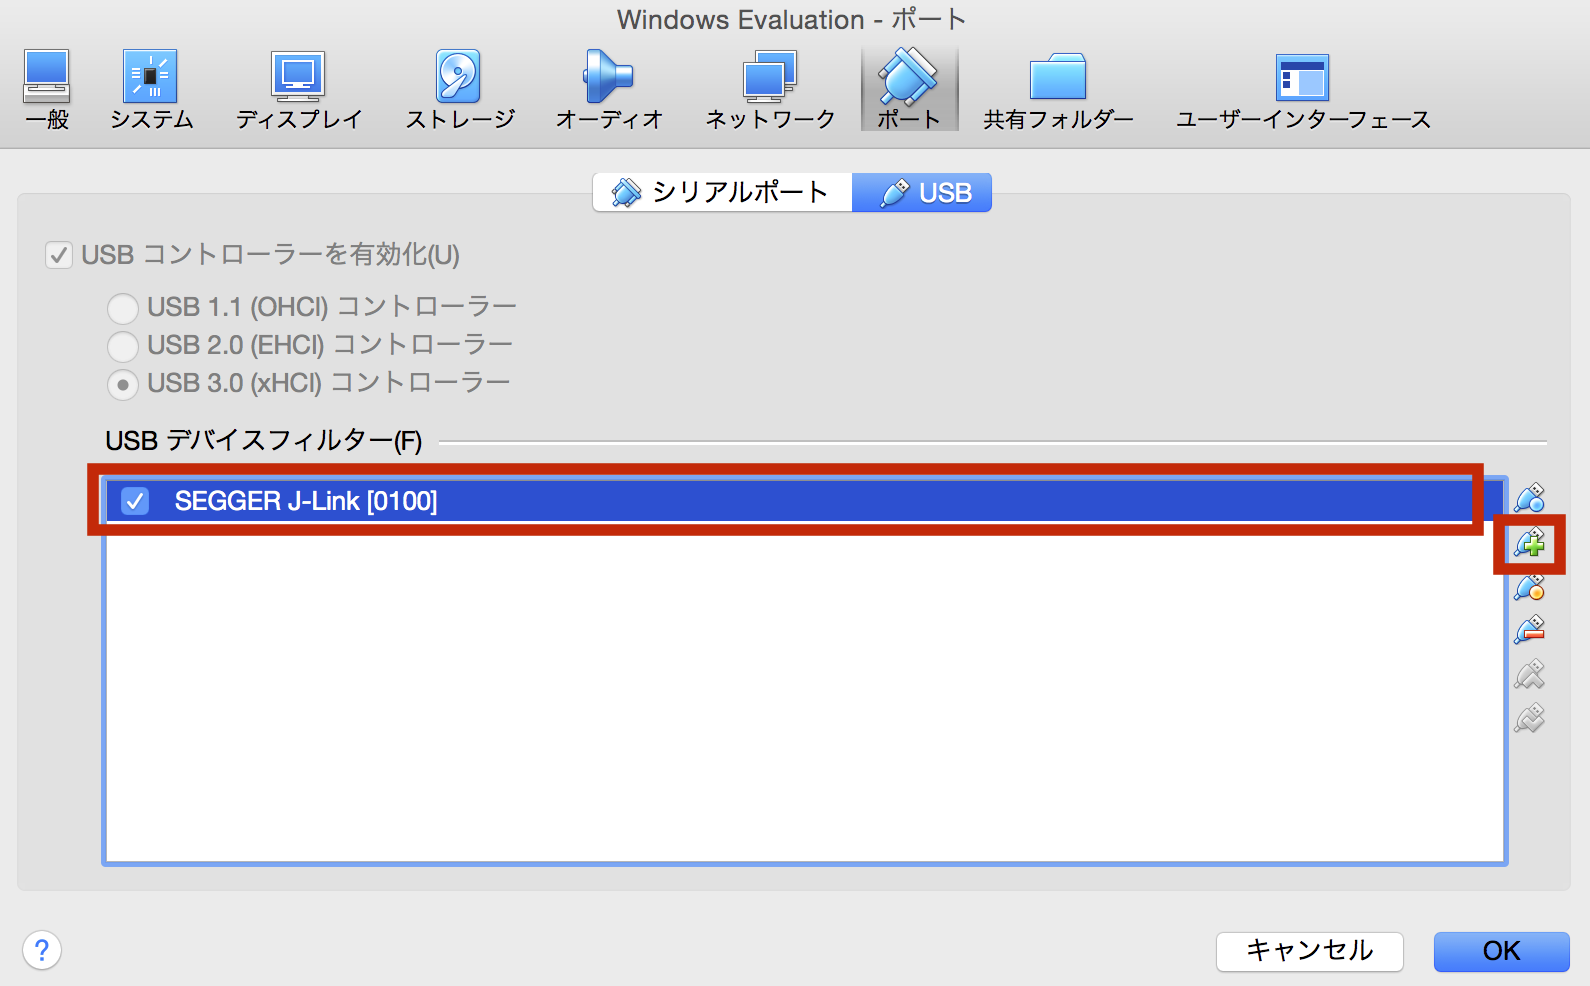 Windows Evaluation - ポート
一般 システム ディスプレイ ストレージ オーディオ ネットワーク ポート 共有フォルダー ユーザーインターフェース
シリアルポート USB
USB コントローラーを有効化(U)
USB 1.1 (OHCI) コントローラー
USB 2.0 (EHCI) コントローラー
USB 3.0 (xHCI) コントローラー
USB デバイスフィルター(F)
SEGGER J-Link [0100]
? キャンセル OK